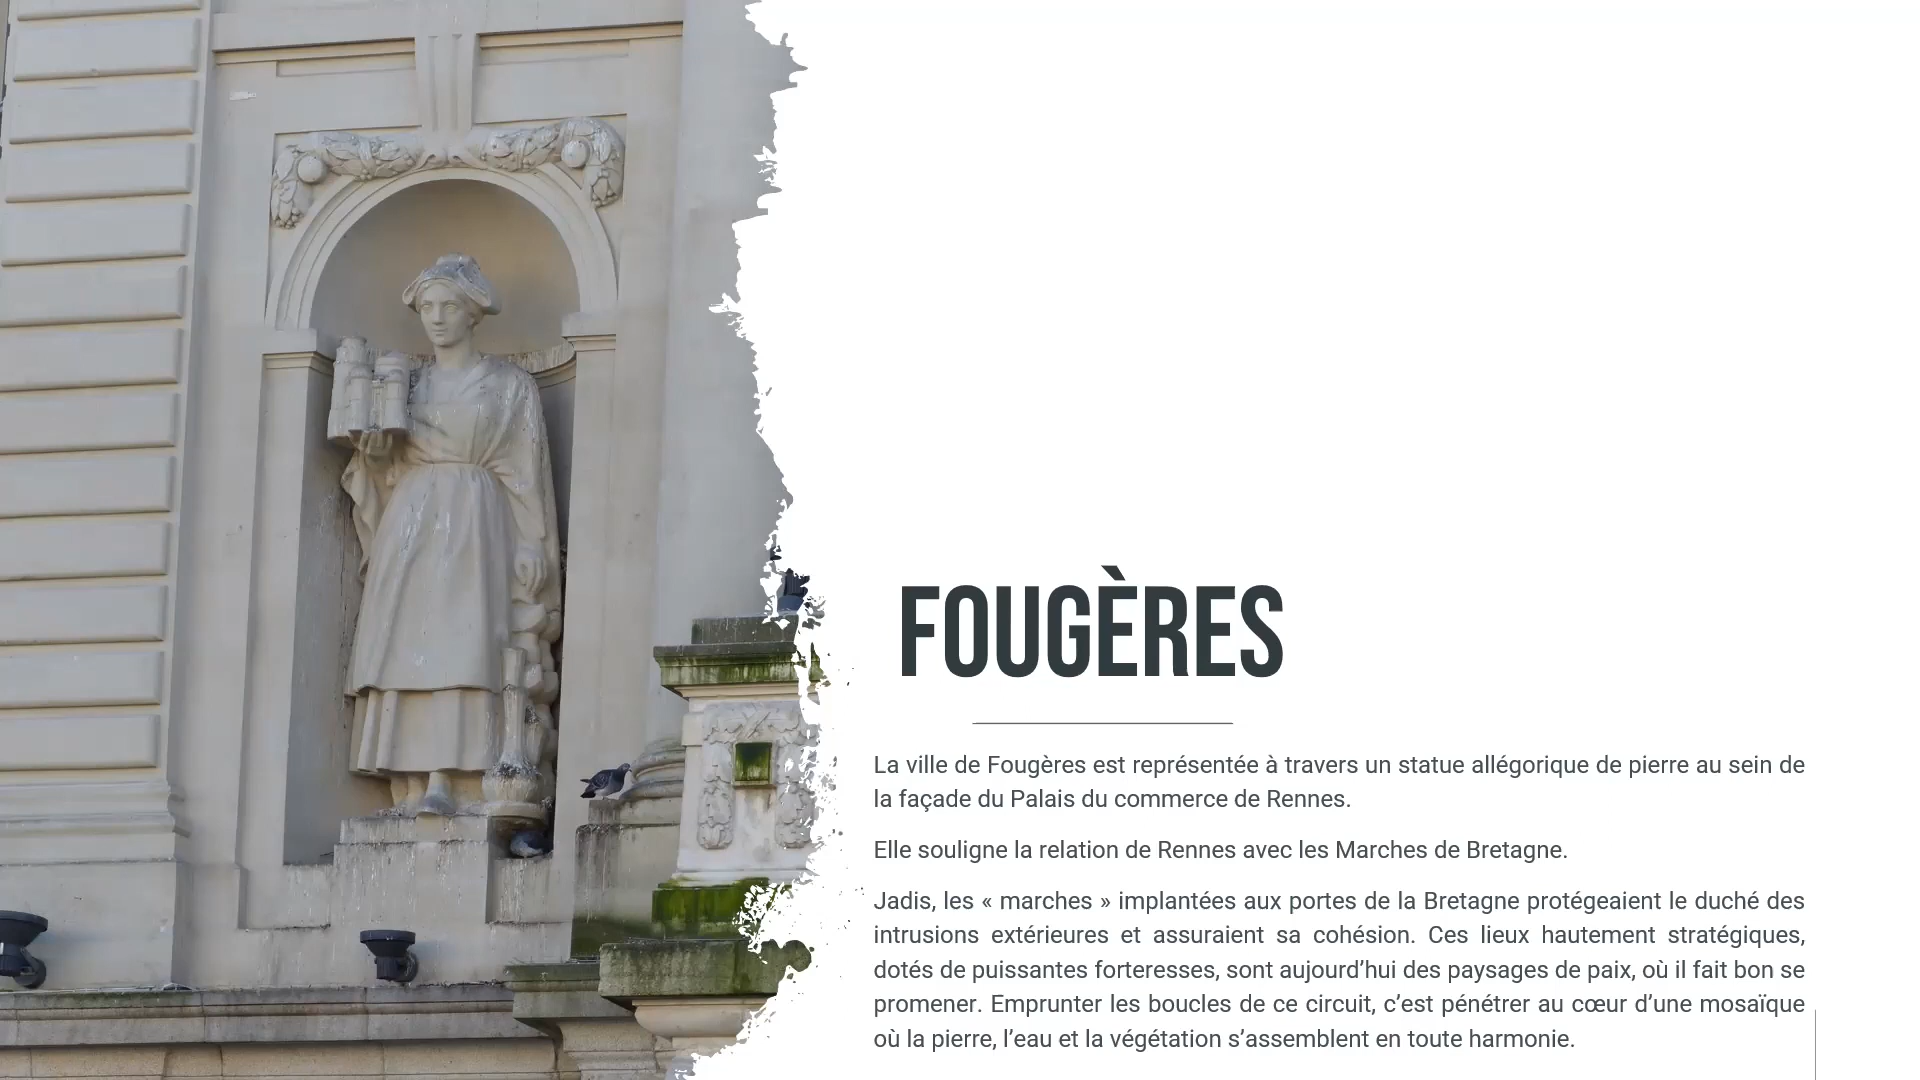 FOUGÈRES
La ville de Fougères est représentée à travers un statue allégorique de pierre au sein de
la façade du Palais du commerce de Rennes.
Elle souligne la relation de Rennes avec les Marches de Bretagne.
Jadis, les « marches » implantées aux portes de la Bretagne protégeaient le duché des
intrusions extérieures et assuraient sa cohésion. Ces lieux hautement stratégiques,
dotés de puissantes forteresses, sont aujourd’hui des paysages de paix, où il fait bon se
promener. Emprunter les boucles de ce circuit, c’est pénétrer au cœur d’une mosaïque
où la pierre, l’eau et la végétation s’assemblent en toute harmonie.